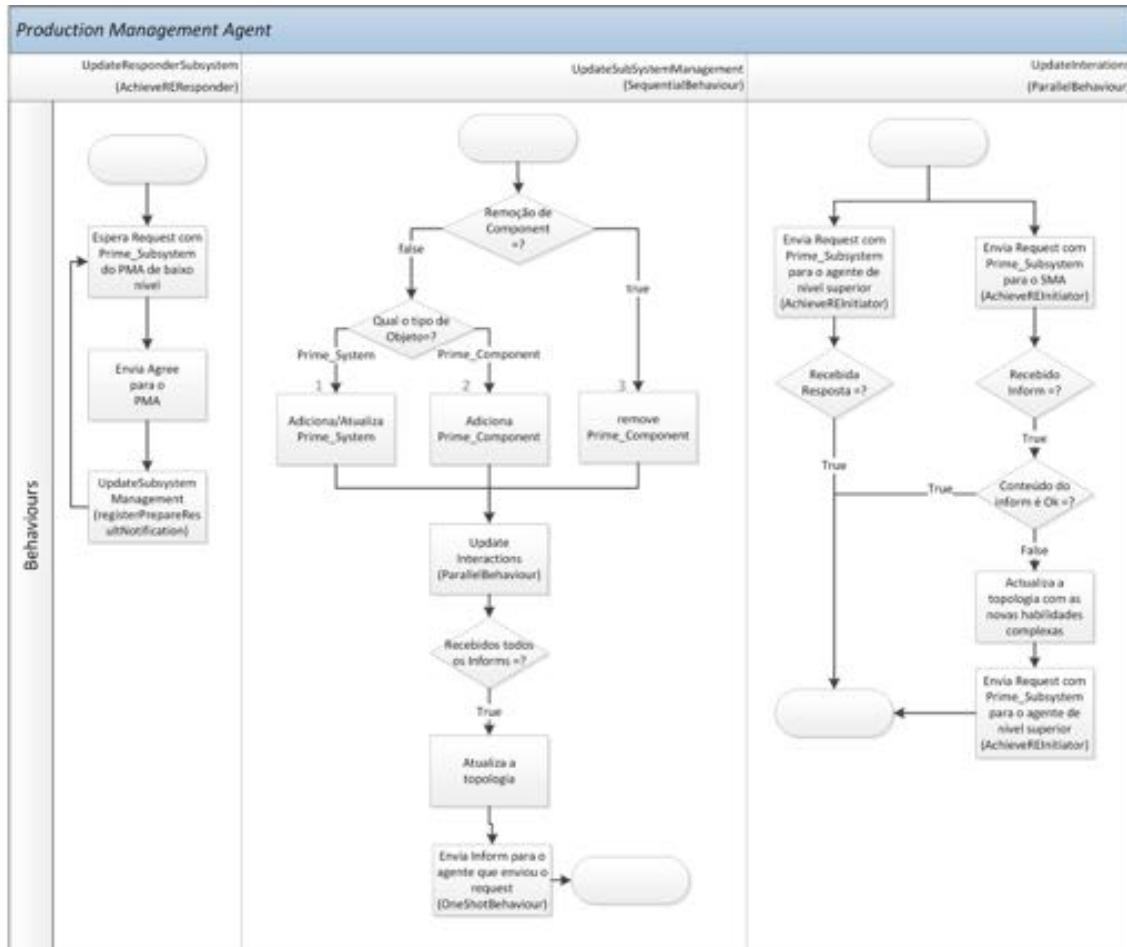 Production Management Agent
UpdateResponderSubsystem
(AchieveREResponder)
UpdateSubSystemManagement
(SequentialBehaviour)
UpdateInterations
(ParallelBehaviour)
Behaviours
Espera Request com
Prime_Subsystem
do PMA de baixo
nível
Envia Agree
para o
PMA
UpdateSubsystem
Management
(registerPrepareRes
ultNotification)
Remoção de
Component
=?
false
true
Qual o tipo de
Objeto=?
Prime_System
Prime_Component
1
2
3
Adiciona/Atualiza
Prime_System
Adiciona
Prime_Component
remove
Prime_Component
Update
Interactions
(ParallelBehaviour)
Recebidos todos
os Informs =?
True
Atualiza a
topologia
Envia Inform para o
agente que enviou o
request
(OneShotBehaviour)
Envia Request com
Prime_Subsystem
para o agente de
nível superior
(AchieveREInitiator)
Envia Request com
Prime_Subsystem
para o SMA
(AchieveREInitiator)
Recebida
Resposta =?
Recebido
Inform =?
True
True
Conteúdo do
inform é Ok =?
True
False
Actualiza a
topologia com as
novas habilidades
complexas
Envia Request com
Prime_Subsystem
para o agente de
nível superior
(AchieveREInitiator)